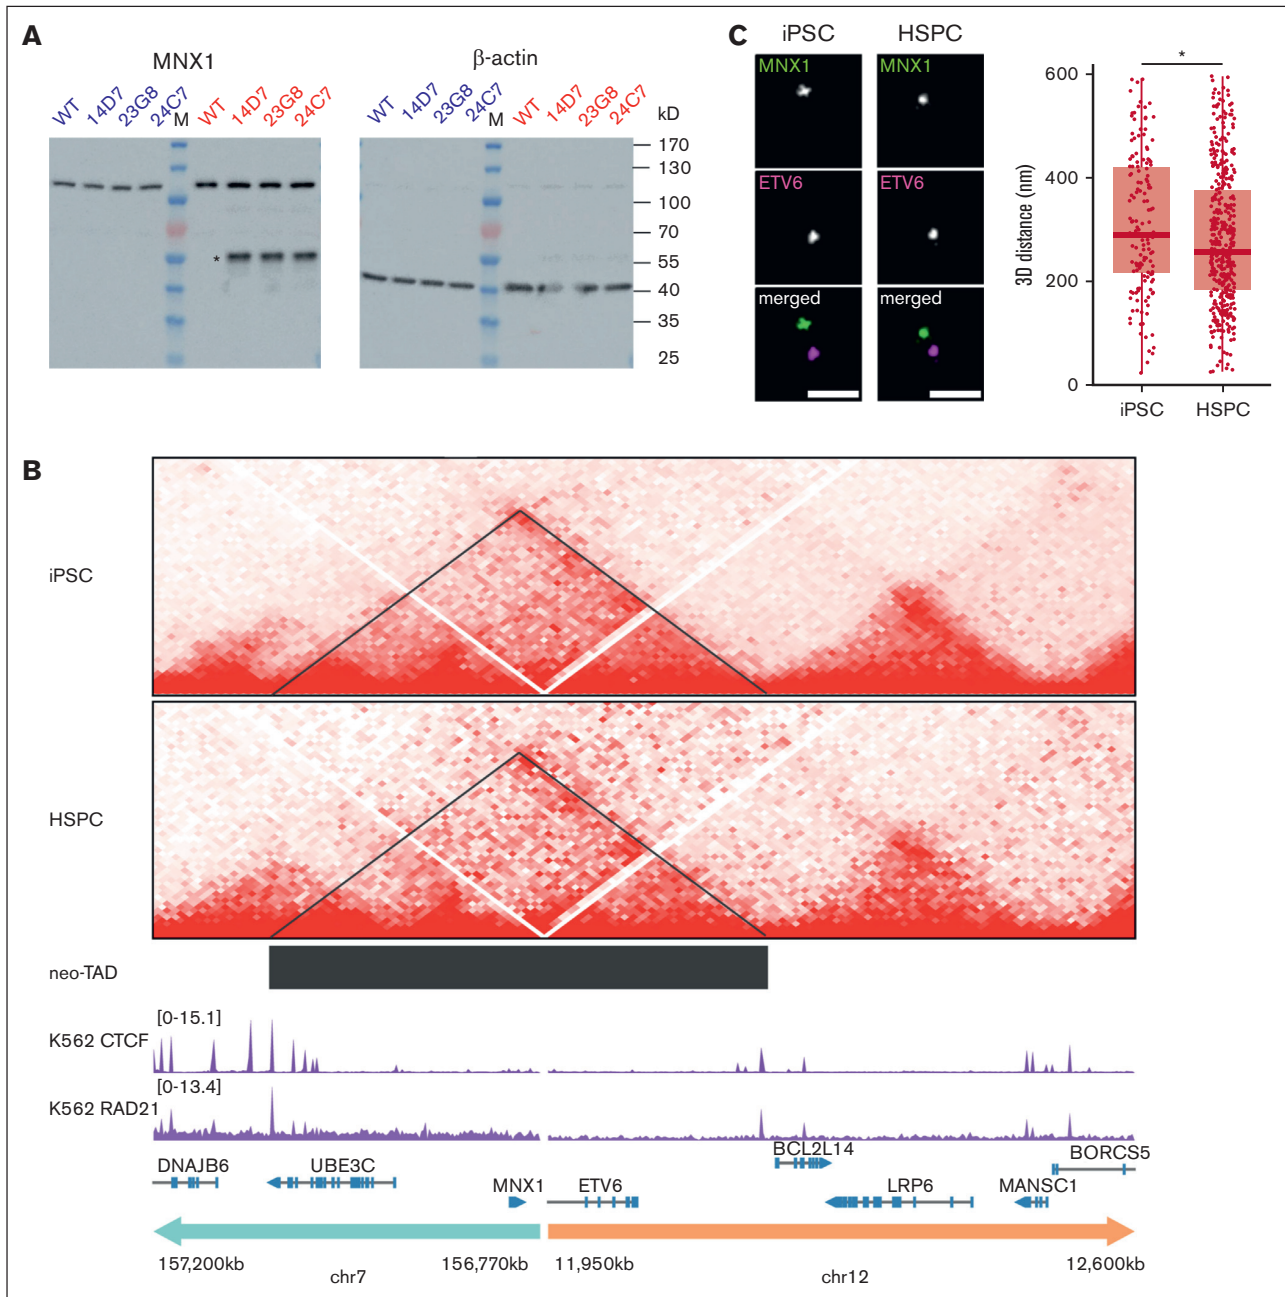 A
MNX1
β-actin
WT 14D7 23G8 24C7 M WT 14D7 23G8 24C7
WT 14D7 23G8 24C7 M WT 14D7 23G8 24C7
kD
170
130
100
70
55
40
35
25
*
C
iPSC HSPC
MNX1 MNX1
ETV6 ETV6
merged merged
*
3D distance (nm)
600
400
200
0
iPSC HSPC
B
iPSC
HSPC
neo-TAD
[0-15.1]
K562 CTCF
[0-13.4]
K562 RAD21
BCL2L14 BORCS5
DNAJB6 UBE3C
MNX1 ETV6 LRP6 MANSC1
157,200kb 156,770kb 11,950kb 12,600kb
chr7 chr12